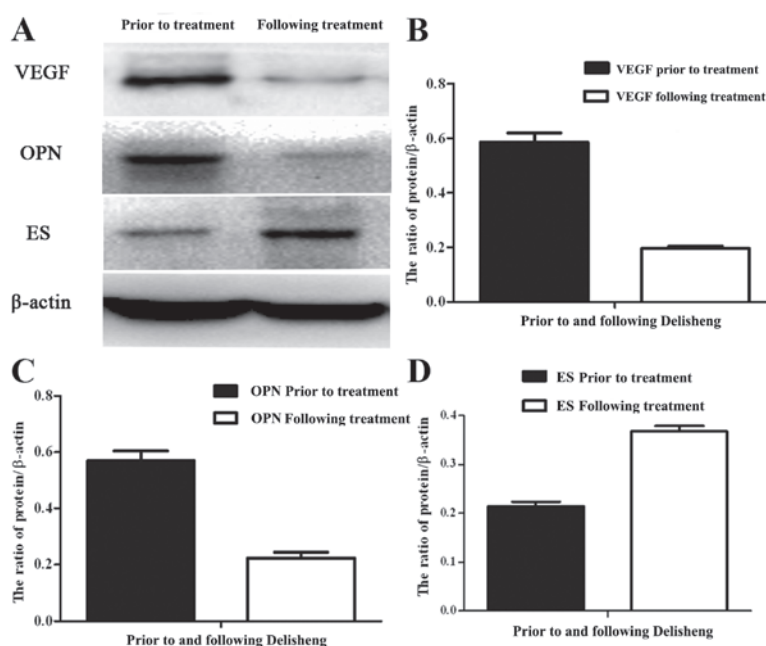 A
Prior to treatment Following treatment
VEGF
OPN
ES
β-actin
B
VEGF prior to treatment
VEGF following treatment
The ratio of protein/β-actin
0.8
0.6
0.4
0.2
0.0
Prior to and following Delisheng
C
OPN Prior to treatment
OPN Following treatment
The ratio of protein/β-actin
0.8
0.6
0.4
0.2
0.0
Prior to and following Delisheng
D
ES Prior to treatment
ES Following treatment
The ratio of protein/β-actin
0.4
0.3
0.2
0.1
0.0
Prior to and following Delisheng